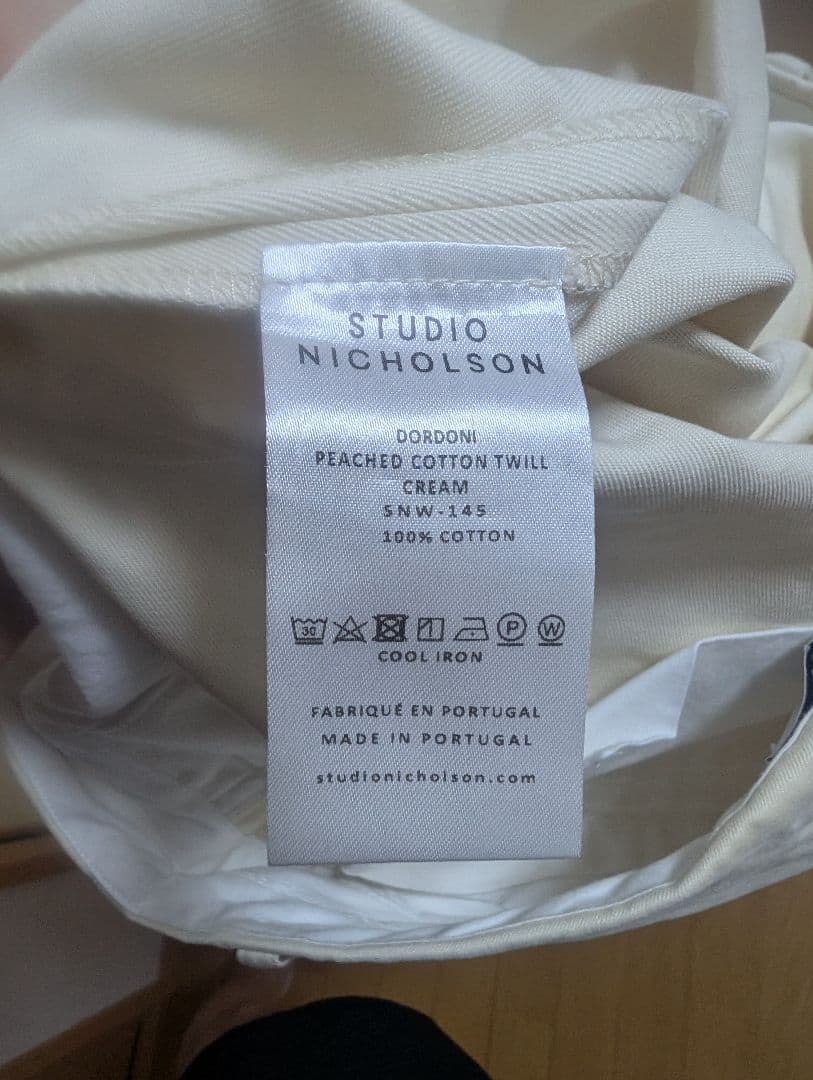 STUDIO
NICHOLSON
DORDONI
PEACHED COTTON TWILL
CREAM
SNW-145
100% COTTON
30 P W
COOL IRON
FABRIQUÉ EN PORTUGAL
MADE IN PORTUGAL
studionicholson.com